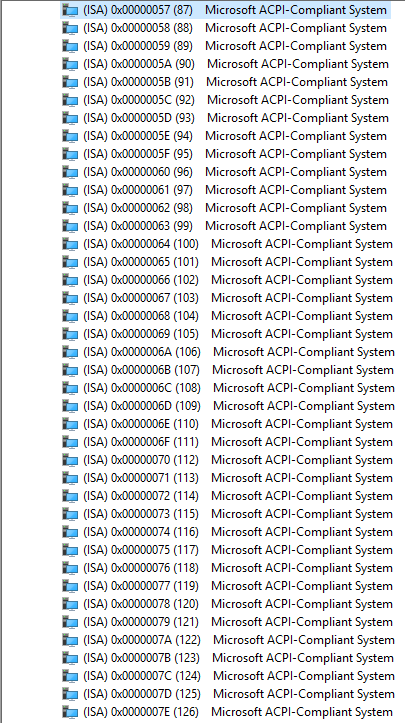 (ISA) 0x00000057 (87) Microsoft ACPI-Compliant System
(ISA) 0x00000058 (88) Microsoft ACPI-Compliant System
(ISA) 0x00000059 (89) Microsoft ACPI-Compliant System
(ISA) 0x0000005A (90) Microsoft ACPI-Compliant System
(ISA) 0x0000005B (91) Microsoft ACPI-Compliant System
(ISA) 0x0000005C (92) Microsoft ACPI-Compliant System
(ISA) 0x0000005D (93) Microsoft ACPI-Compliant System
(ISA) 0x0000005E (94) Microsoft ACPI-Compliant System
(ISA) 0x0000005F (95) Microsoft ACPI-Compliant System
(ISA) 0x00000060 (96) Microsoft ACPI-Compliant System
(ISA) 0x00000061 (97) Microsoft ACPI-Compliant System
(ISA) 0x00000062 (98) Microsoft ACPI-Compliant System
(ISA) 0x00000063 (99) Microsoft ACPI-Compliant System
(ISA) 0x00000064 (100) Microsoft ACPI-Compliant System
(ISA) 0x00000065 (101) Microsoft ACPI-Compliant System
(ISA) 0x00000066 (102) Microsoft ACPI-Compliant System
(ISA) 0x00000067 (103) Microsoft ACPI-Compliant System
(ISA) 0x00000068 (104) Microsoft ACPI-Compliant System
(ISA) 0x00000069 (105) Microsoft ACPI-Compliant System
(ISA) 0x0000006A (106) Microsoft ACPI-Compliant System
(ISA) 0x0000006B (107) Microsoft ACPI-Compliant System
(ISA) 0x0000006C (108) Microsoft ACPI-Compliant System
(ISA) 0x0000006D (109) Microsoft ACPI-Compliant System
(ISA) 0x0000006E (110) Microsoft ACPI-Compliant System
(ISA) 0x0000006F (111) Microsoft ACPI-Compliant System
(ISA) 0x00000070 (112) Microsoft ACPI-Compliant System
(ISA) 0x00000071 (113) Microsoft ACPI-Compliant System
(ISA) 0x00000072 (114) Microsoft ACPI-Compliant System
(ISA) 0x00000073 (115) Microsoft ACPI-Compliant System
(ISA) 0x00000074 (116) Microsoft ACPI-Compliant System
(ISA) 0x00000075 (117) Microsoft ACPI-Compliant System
(ISA) 0x00000076 (118) Microsoft ACPI-Compliant System
(ISA) 0x00000077 (119) Microsoft ACPI-Compliant System
(ISA) 0x00000078 (120) Microsoft ACPI-Compliant System
(ISA) 0x00000079 (121) Microsoft ACPI-Compliant System
(ISA) 0x0000007A (122) Microsoft ACPI-Compliant System
(ISA) 0x0000007B (123) Microsoft ACPI-Compliant System
(ISA) 0x0000007C (124) Microsoft ACPI-Compliant System
(ISA) 0x0000007D (125) Microsoft ACPI-Compliant System
(ISA) 0x0000007E (126) Microsoft ACPI-Compliant System